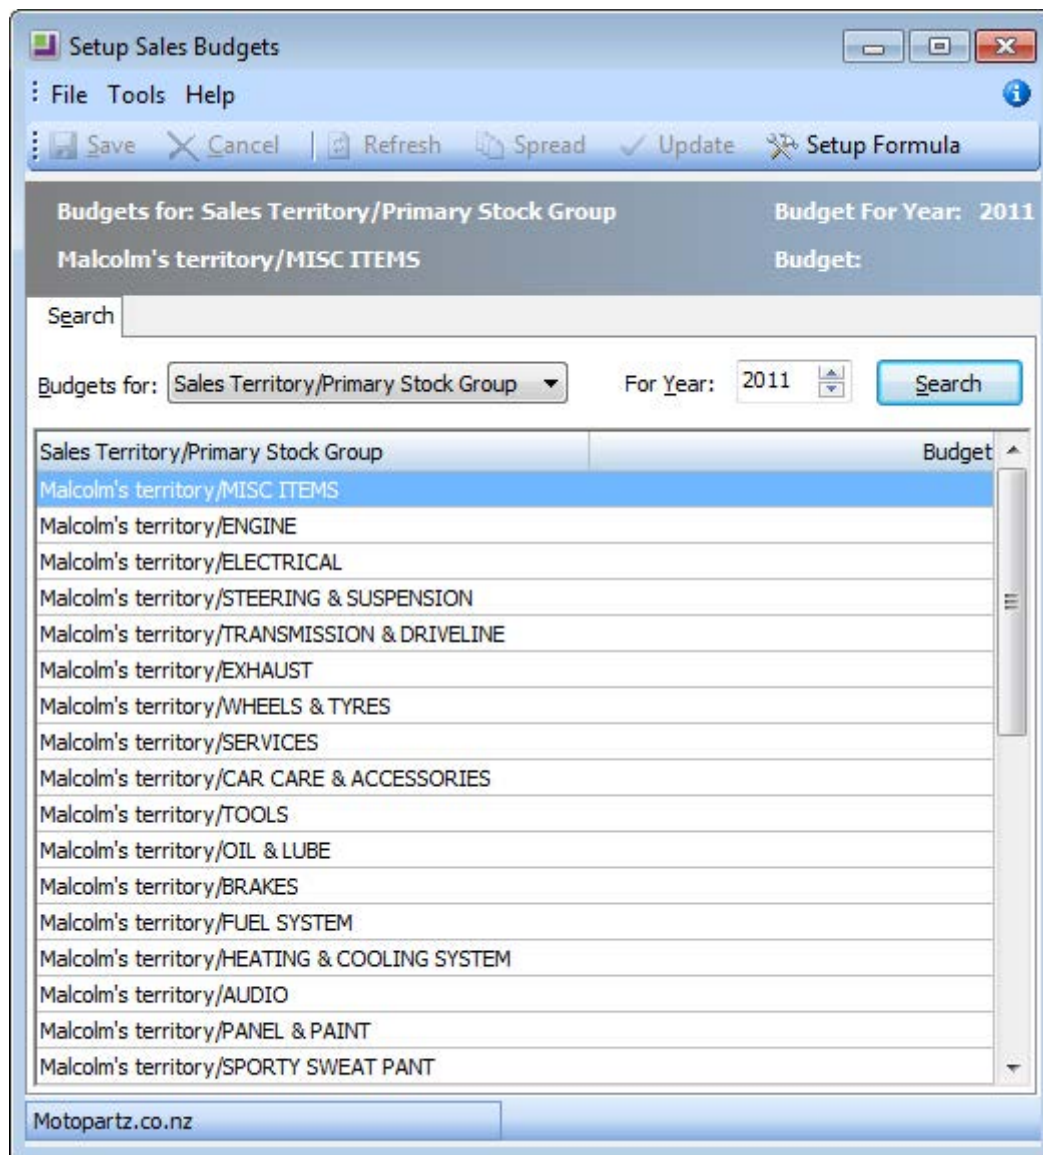 Setup Sales Budgets
File Tools Help
Save Cancel Refresh Spread Update Setup Formula
Budgets for: Sales Territory/Primary Stock Group Budget For Year: 2011
Malcolm's territory/MISC ITEMS Budget:
Search
Budgets for: Sales Territory/Primary Stock Group For Year: 2011 Search
Sales Territory/Primary Stock Group Budget
Malcolm's territory/MISC ITEMS
Malcolm's territory/ENGINE
Malcolm's territory/ELECTRICAL
Malcolm's territory/STEERING & SUSPENSION
Malcolm's territory/TRANSMISSION & DRIVELINE
Malcolm's territory/EXHAUST
Malcolm's territory/WHEELS & TYRES
Malcolm's territory/SERVICES
Malcolm's territory/CAR CARE & ACCESSORIES
Malcolm's territory/TOOLS
Malcolm's territory/OIL & LUBE
Malcolm's territory/BRAKES
Malcolm's territory/FUEL SYSTEM
Malcolm's territory/HEATING & COOLING SYSTEM
Malcolm's territory/AUDIO
Malcolm's territory/PANEL & PAINT
Malcolm's territory/SPORTY SWEAT PANT
Motopartz.co.nz